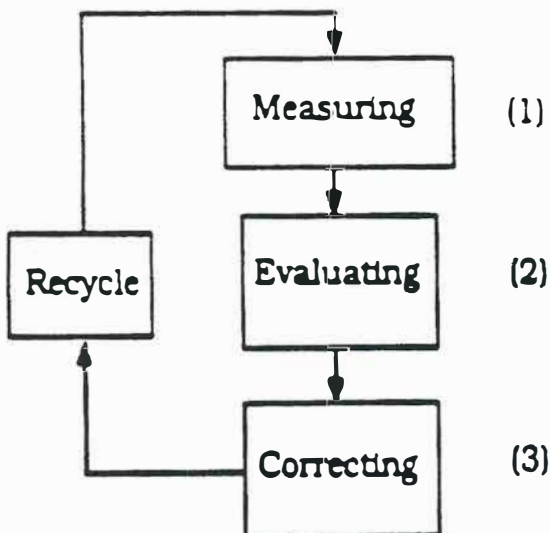 Measuring (1)
Evaluating (2)
Recycle
Correcting (3)